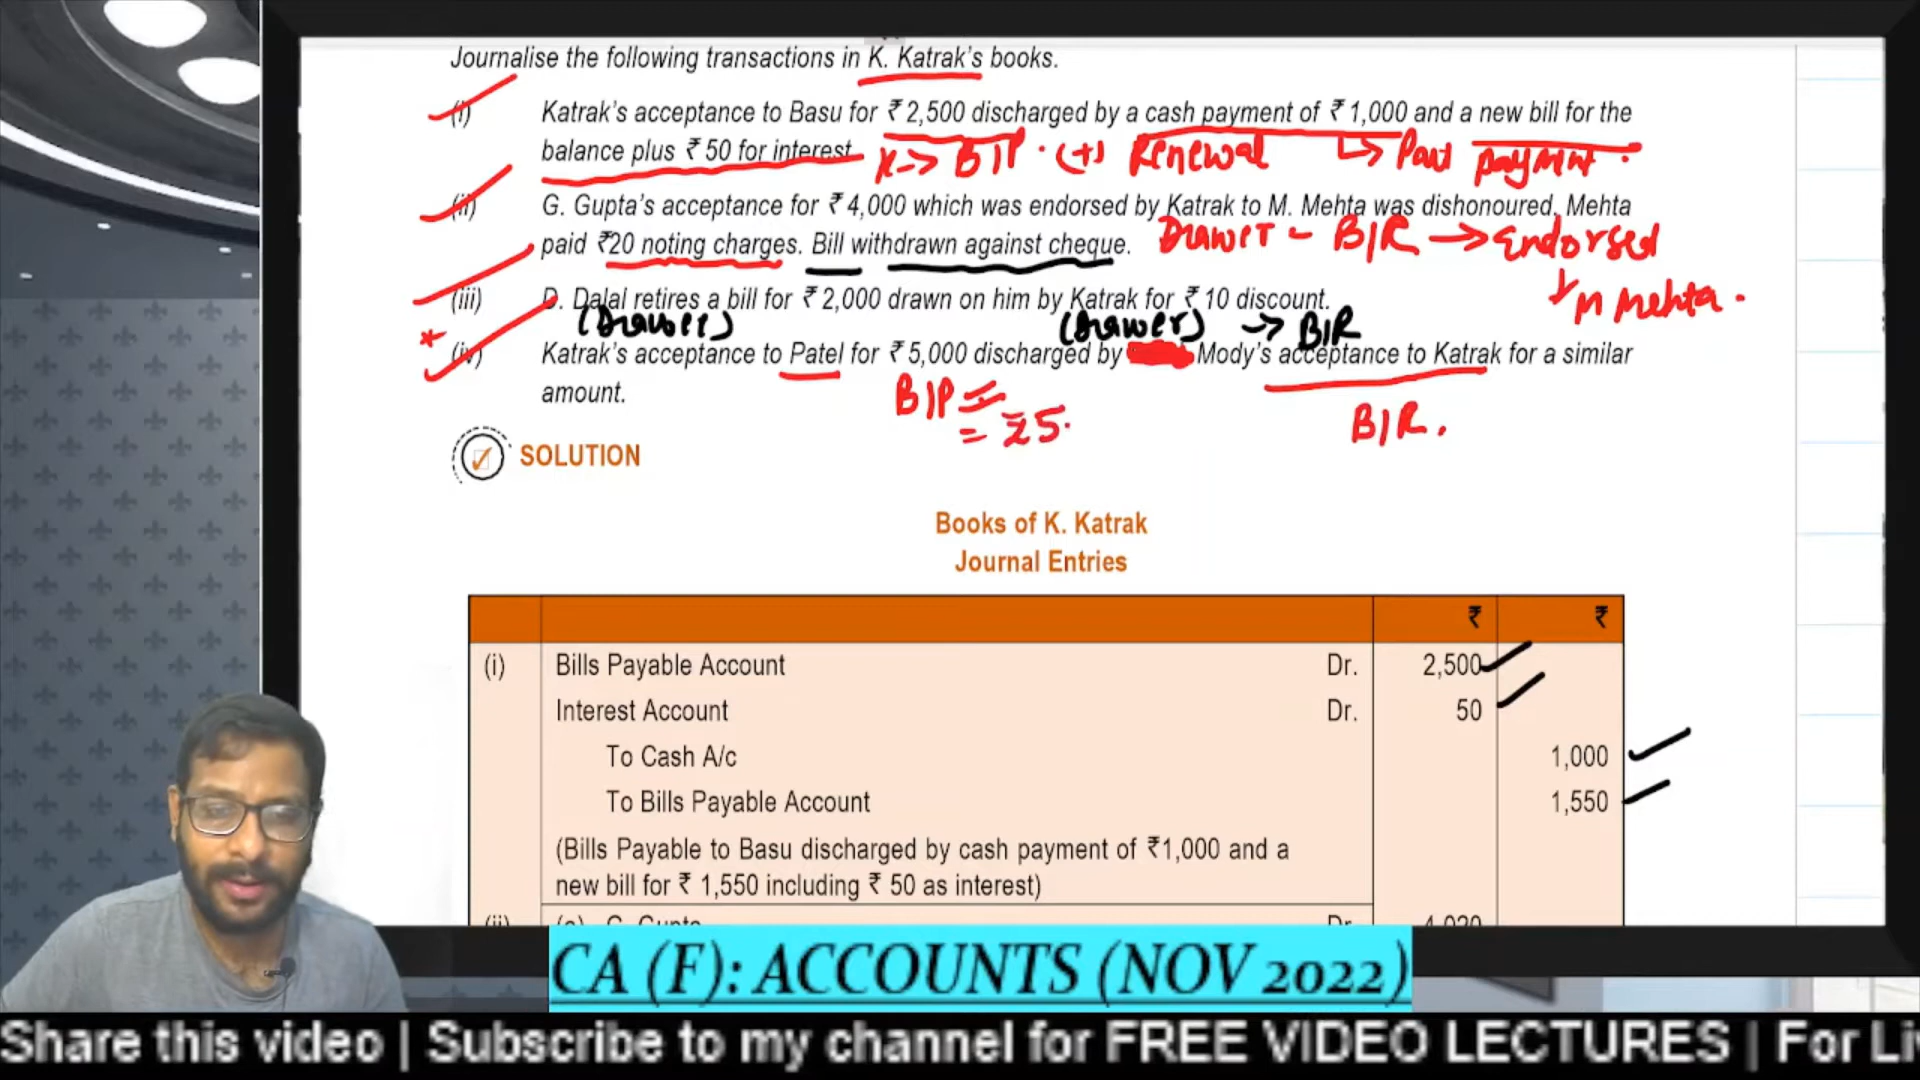 Journalise the following transactions in K. Katrak's books.
(i) Katrak's acceptance to Basu for ₹ 2,500 discharged by a cash payment of ₹ 1,000 and a new bill for the
balance plus ₹ 50 for interest.
K → B/P. (+) Renewal ↳ Part payment.
(ii) G. Gupta's acceptance for ₹ 4,000 which was endorsed by Katrak to M. Mehta was dishonoured. Mehta
paid ₹20 noting charges. Bill withdrawn against cheque.
Drawer - B/R → Endorsed
↓ M Mehta.
(iii) D. Dalal retires a bill for ₹ 2,000 drawn on him by Katrak for ₹ 10 discount.
(Drawer) → B/R
(iv) Katrak's acceptance to Patel for ₹ 5,000 discharged by Mody's acceptance to Katrak for a similar
amount.
B/P =
= 25.
B/R.
SOLUTION
Books of K. Katrak
Journal Entries
₹ ₹
(i) Bills Payable Account Dr. 2,500
Interest Account Dr. 50
To Cash A/c 1,000
To Bills Payable Account 1,550
(Bills Payable to Basu discharged by cash payment of ₹1,000 and a
new bill for ₹ 1,550 including ₹ 50 as interest)
(ii) (a) G. Gupta Dr. 4,020
CA (F): ACCOUNTS (NOV 2022)
Share this video | Subscribe to my channel for FREE VIDEO LECTURES | For Li